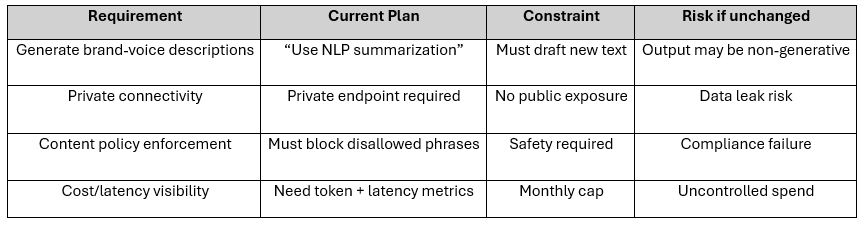 Requirement Current Plan Constraint Risk if unchanged
Generate brand-voice descriptions “Use NLP summarization” Must draft new text Output may be non-generative
Private connectivity Private endpoint required No public exposure Data leak risk
Content policy enforcement Must block disallowed phrases Safety required Compliance failure
Cost/latency visibility Need token + latency metrics Monthly cap Uncontrolled spend